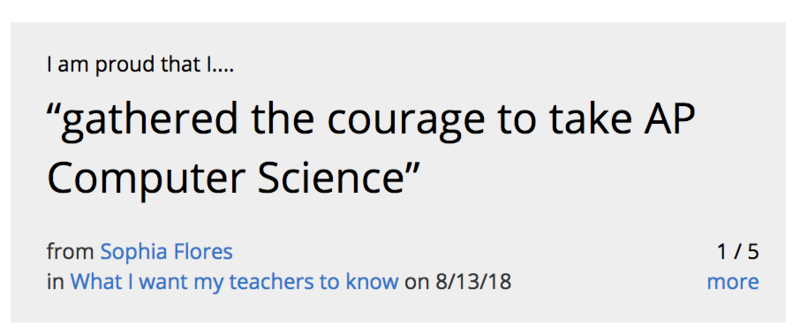 I am proud that I....
“gathered the courage to take AP
Computer Science”
from Sophia Flores
1 / 5
in What I want my teachers to know on 8/13/18
more